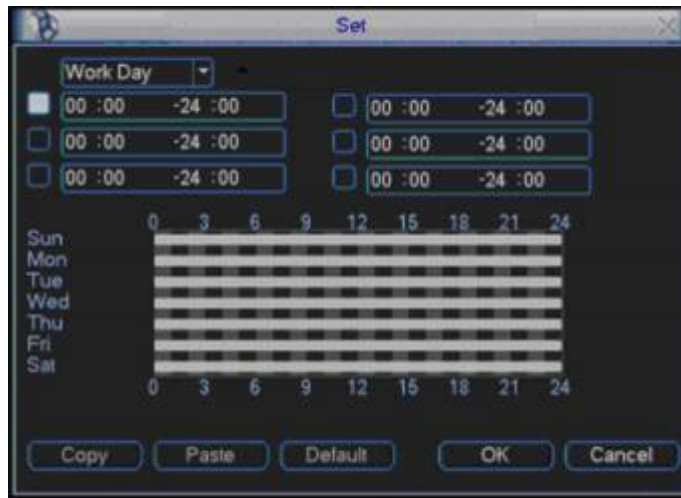 Set
Work Day
00 :00 -24 :00 00 :00 -24 :00
00 :00 -24 :00 00 :00 -24 :00
00 :00 -24 :00 00 :00 -24 :00
0 3 6 9 12 15 18 21 24
Sun
Mon
Tue
Wed
Thu
Fri
Sat
0 3 6 9 12 15 18 21 24
Copy Paste Default OK Cancel